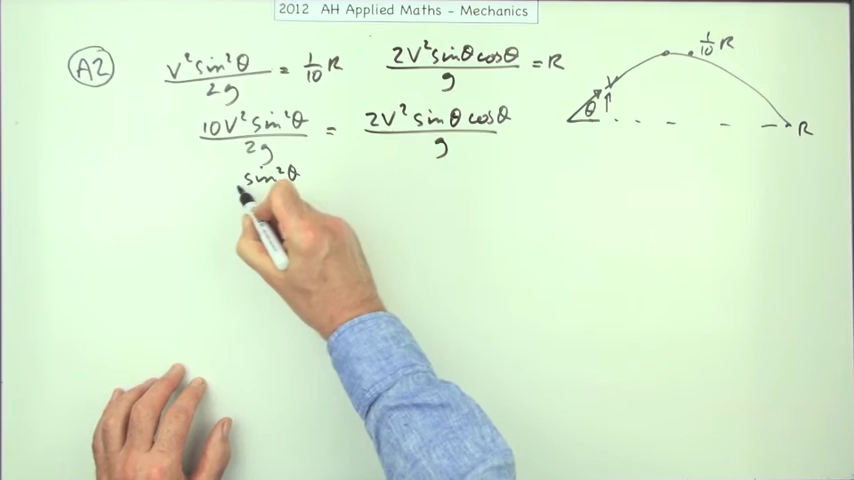 2012 AH Applied Maths - Mechanics
A2
V²sin²θ / 2g = 1/10 R    2V²sinθcosθ / g = R
10V²sin²θ / 2g = 2V²sinθcosθ / g
sin²θ
1/10 R
V
θ
R